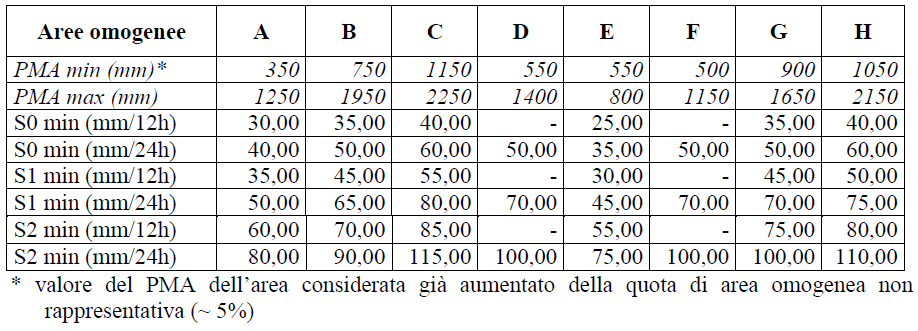 Aree omogenee A B C D E F G H
PMA min (mm)* 350 750 1150 550 550 500 900 1050
PMA max (mm) 1250 1950 2250 1400 800 1150 1650 2150
S0 min (mm/12h) 30,00 35,00 40,00 - 25,00 - 35,00 40,00
S0 min (mm/24h) 40,00 50,00 60,00 50,00 35,00 50,00 50,00 60,00
S1 min (mm/12h) 35,00 45,00 55,00 - 30,00 - 45,00 50,00
S1 min (mm/24h) 50,00 65,00 80,00 70,00 45,00 70,00 70,00 75,00
S2 min (mm/12h) 60,00 70,00 85,00 - 55,00 - 75,00 80,00
S2 min (mm/24h) 80,00 90,00 115,00 100,00 75,00 100,00 100,00 110,00
* valore del PMA dell'area considerata già aumentato della quota di area omogenea non
rappresentativa (~ 5%)